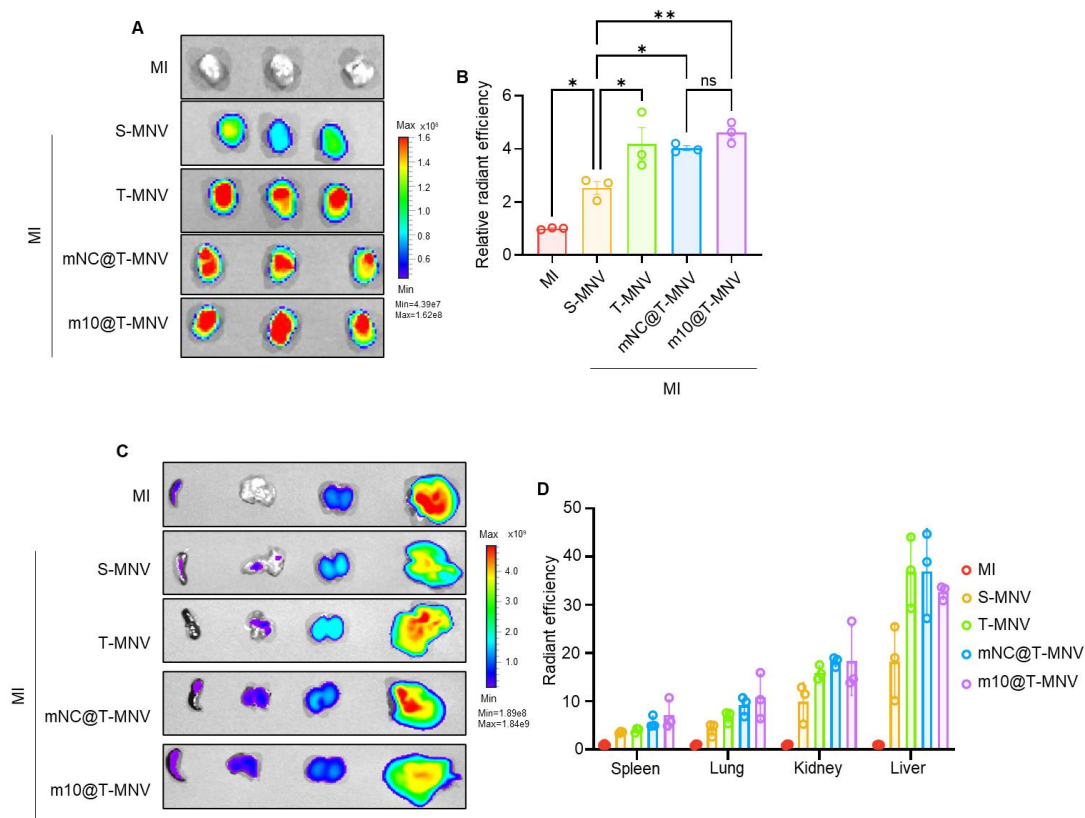 A
MI
S-MNV
T-MNV
mNC@T-MNV
m10@T-MNV
MI
Max x10⁸
1.6
1.4
1.2
1.0
0.8
0.6
Min
Min=4.39e7
Max=1.62e8
B
**
*
*
*
ns
Relative radiant efficiency
6
4
2
0
MI
S-MNV
T-MNV
mNC@T-MNV
m10@T-MNV
MI
C
MI
S-MNV
T-MNV
mNC@T-MNV
m10@T-MNV
MI
Max x10⁹
4.0
3.0
2.0
1.0
Min
Min=1.89e8
Max=1.84e9
D
Radiant efficiency
50
40
30
20
10
0
Spleen
Lung
Kidney
Liver
MI
S-MNV
T-MNV
mNC@T-MNV
m10@T-MNV